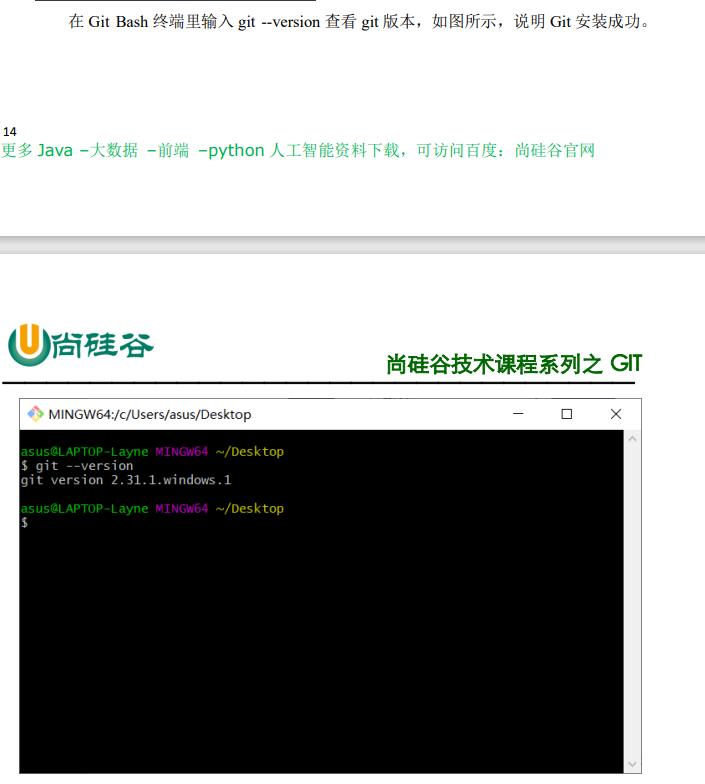 在 Git Bash 终端里输入 git --version 查看 git 版本，如图所示，说明 Git 安装成功。
14
更多 Java –大数据 –前端 –python 人工智能资料下载，可访问百度：尚硅谷官网
尚硅谷
尚硅谷技术课程系列之 GIT
MINGW64:/c/Users/asus/Desktop
asus@LAPTOP-Layne MINGW64 ~/Desktop
$ git --version
git version 2.31.1.windows.1
asus@LAPTOP-Layne MINGW64 ~/Desktop
$